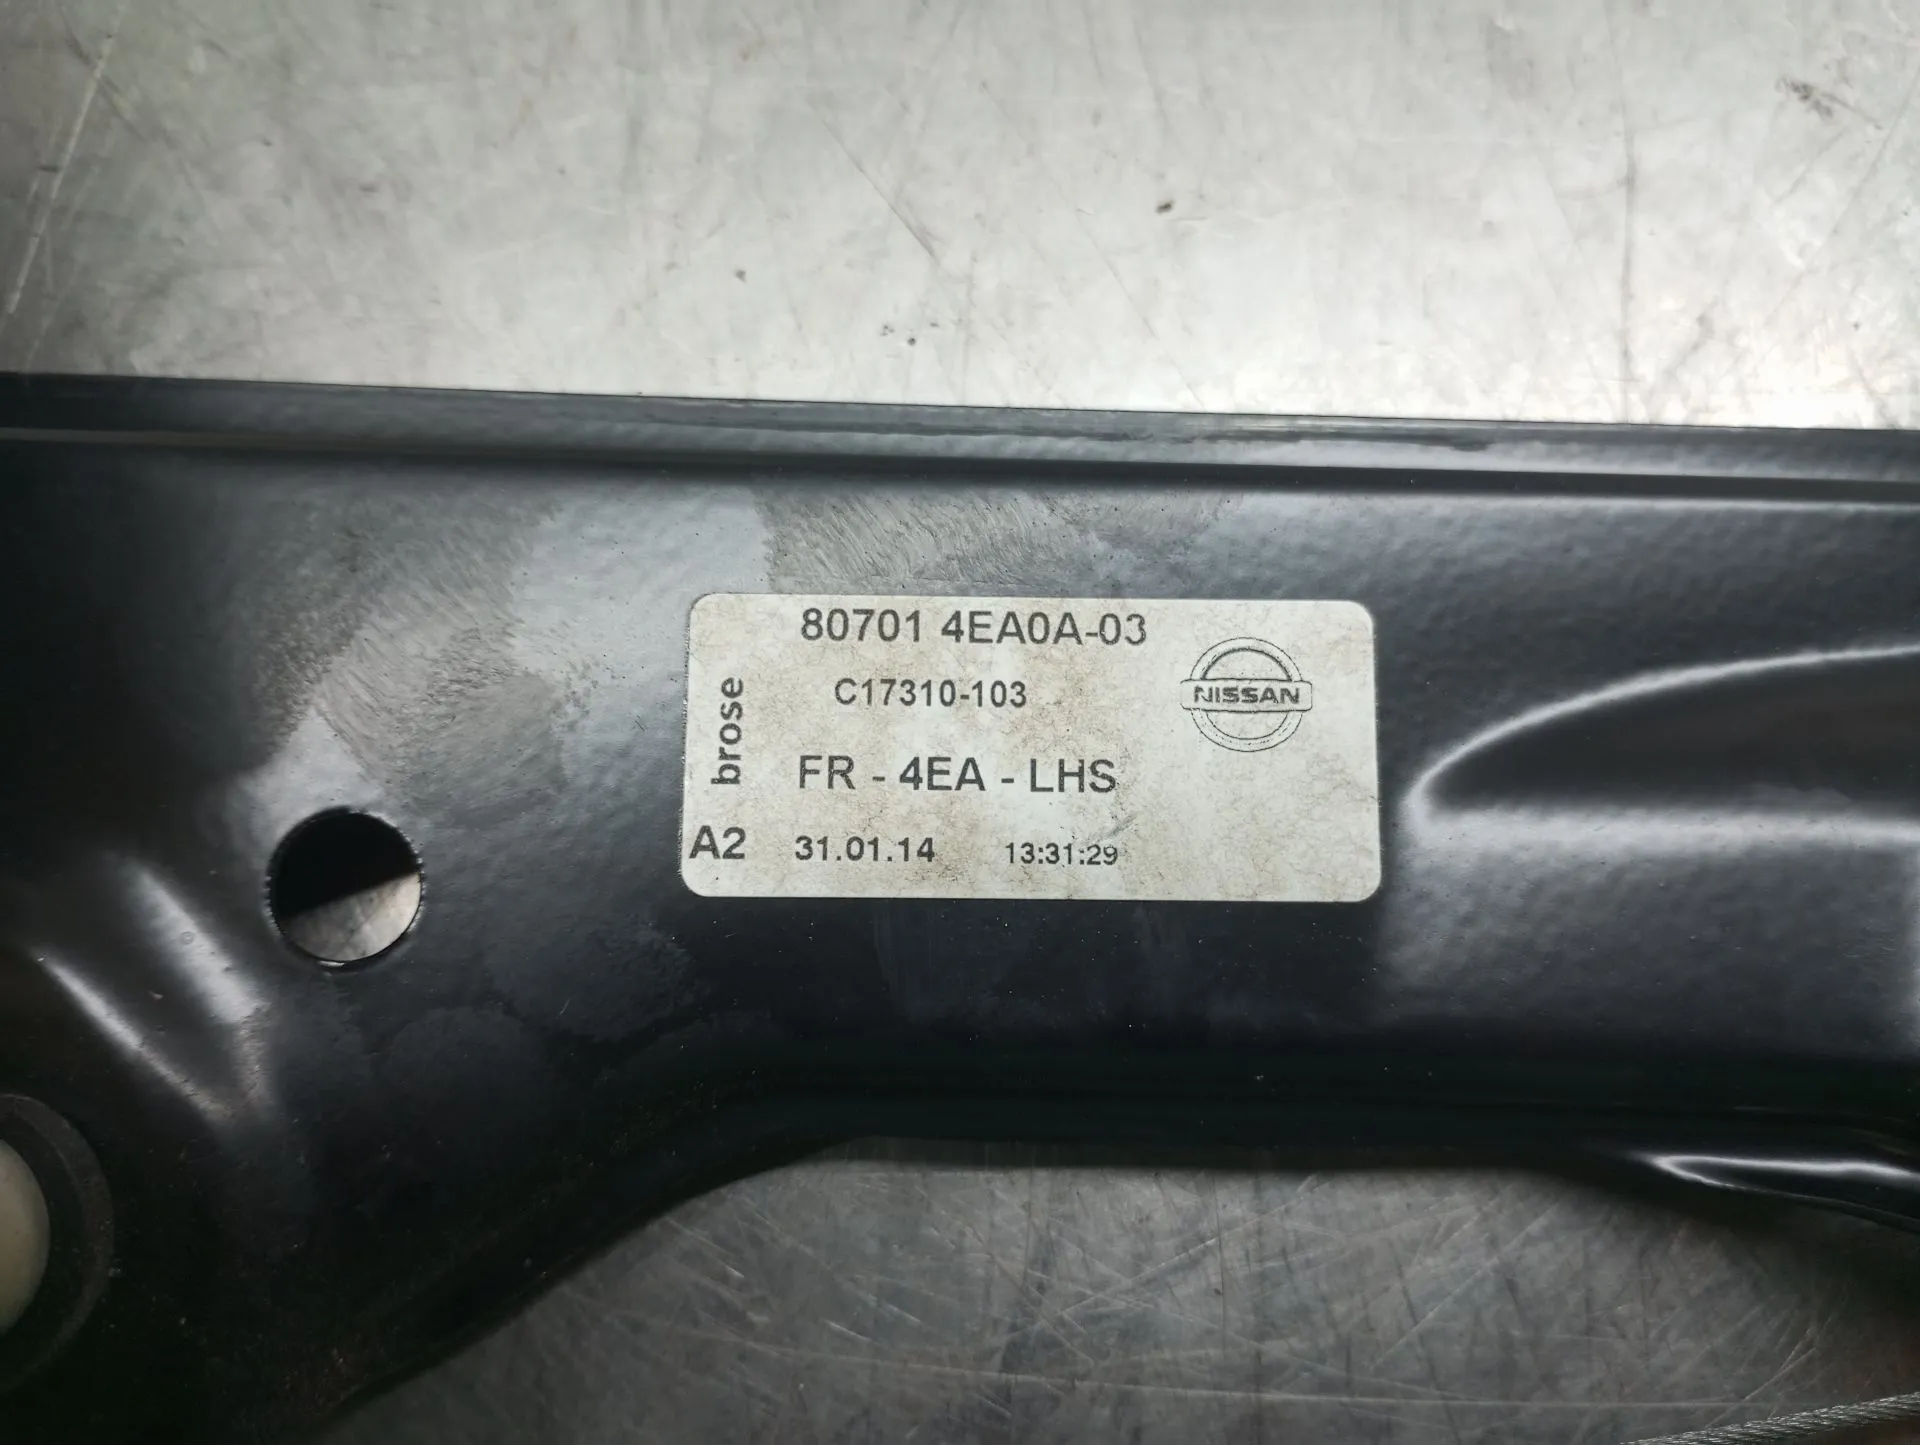 80701 4EA0A-03
C17310-103
NISSAN
brose
FR - 4EA - LHS
A2 31.01.14 13:31:29